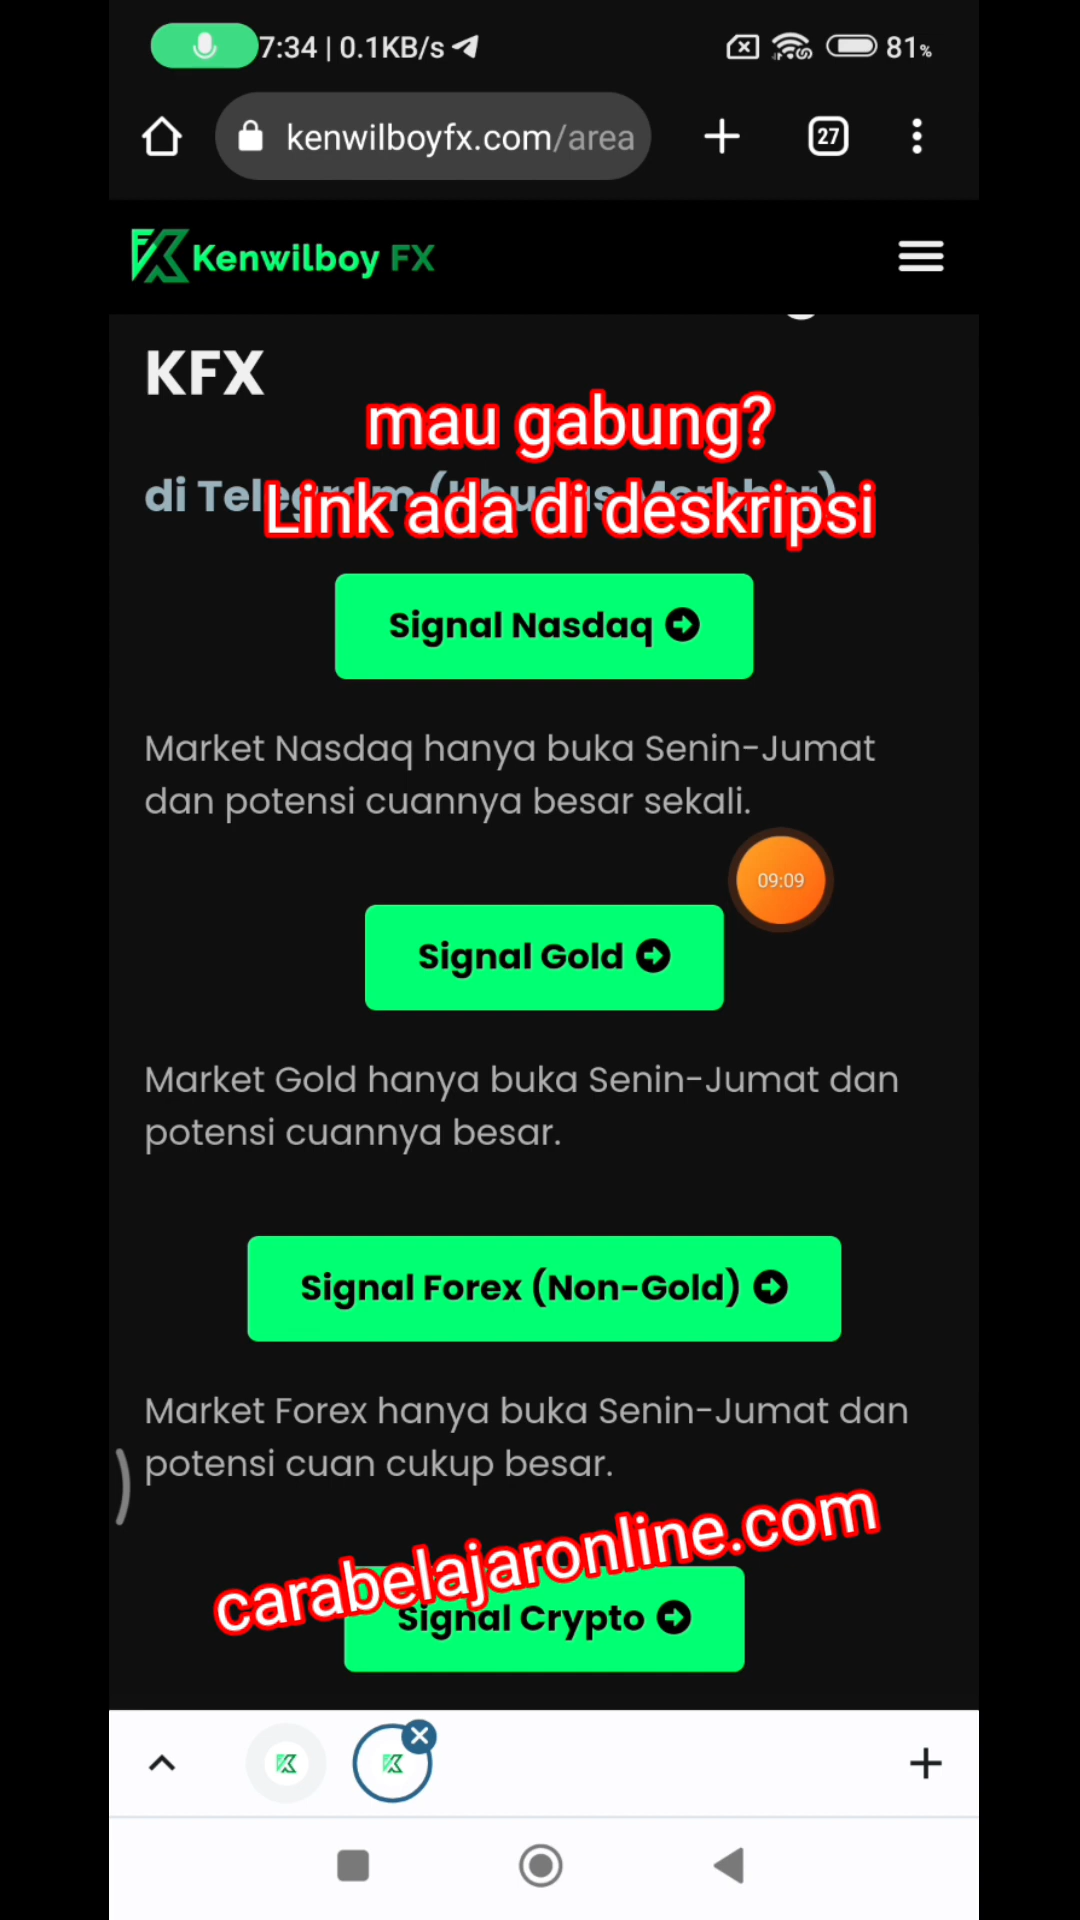 7:34 | 0.1KB/s
81%
kenwilboyfx.com/area
27
Kenwilboy FX
KFX
mau gabung?
di Telegram (Khusus Member)
Link ada di deskripsi
Signal Nasdaq
Market Nasdaq hanya buka Senin-Jumat
dan potensi cuannya besar sekali.
09:09
Signal Gold
Market Gold hanya buka Senin-Jumat dan
potensi cuannya besar.
Signal Forex (Non-Gold)
Market Forex hanya buka Senin-Jumat dan
potensi cuan cukup besar.
carabelajaronline.com
Signal Crypto